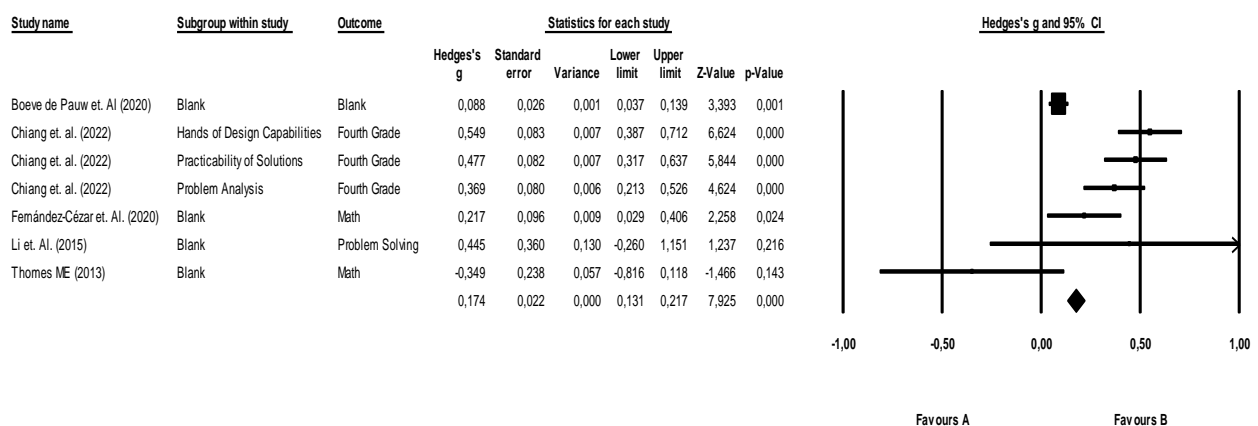 Study name Subgroup within study Outcome Statistics for each study Hedges's g and 95% CI
Hedges's Standard Lower Upper
g error Variance limit limit Z-Value p-Value
Boeve de Pauw et. Al (2020) Blank Blank 0,088 0,026 0,001 0,037 0,139 3,393 0,001
Chiang et. al. (2022) Hands of Design Capabilities Fourth Grade 0,549 0,083 0,007 0,387 0,712 6,624 0,000
Chiang et. al. (2022) Practicability of Solutions Fourth Grade 0,477 0,082 0,007 0,317 0,637 5,844 0,000
Chiang et. al. (2022) Problem Analysis Fourth Grade 0,369 0,080 0,006 0,213 0,526 4,624 0,000
Fernández-Cézar et. Al. (2020) Blank Math 0,217 0,096 0,009 0,029 0,406 2,258 0,024
Li et. Al. (2015) Blank Problem Solving 0,445 0,360 0,130 -0,260 1,151 1,237 0,216
Thomes ME (2013) Blank Math -0,349 0,238 0,057 -0,816 0,118 -1,466 0,143
0,174 0,022 0,000 0,131 0,217 7,925 0,000
-1,00 -0,50 0,00 0,50 1,00
Favours A Favours B